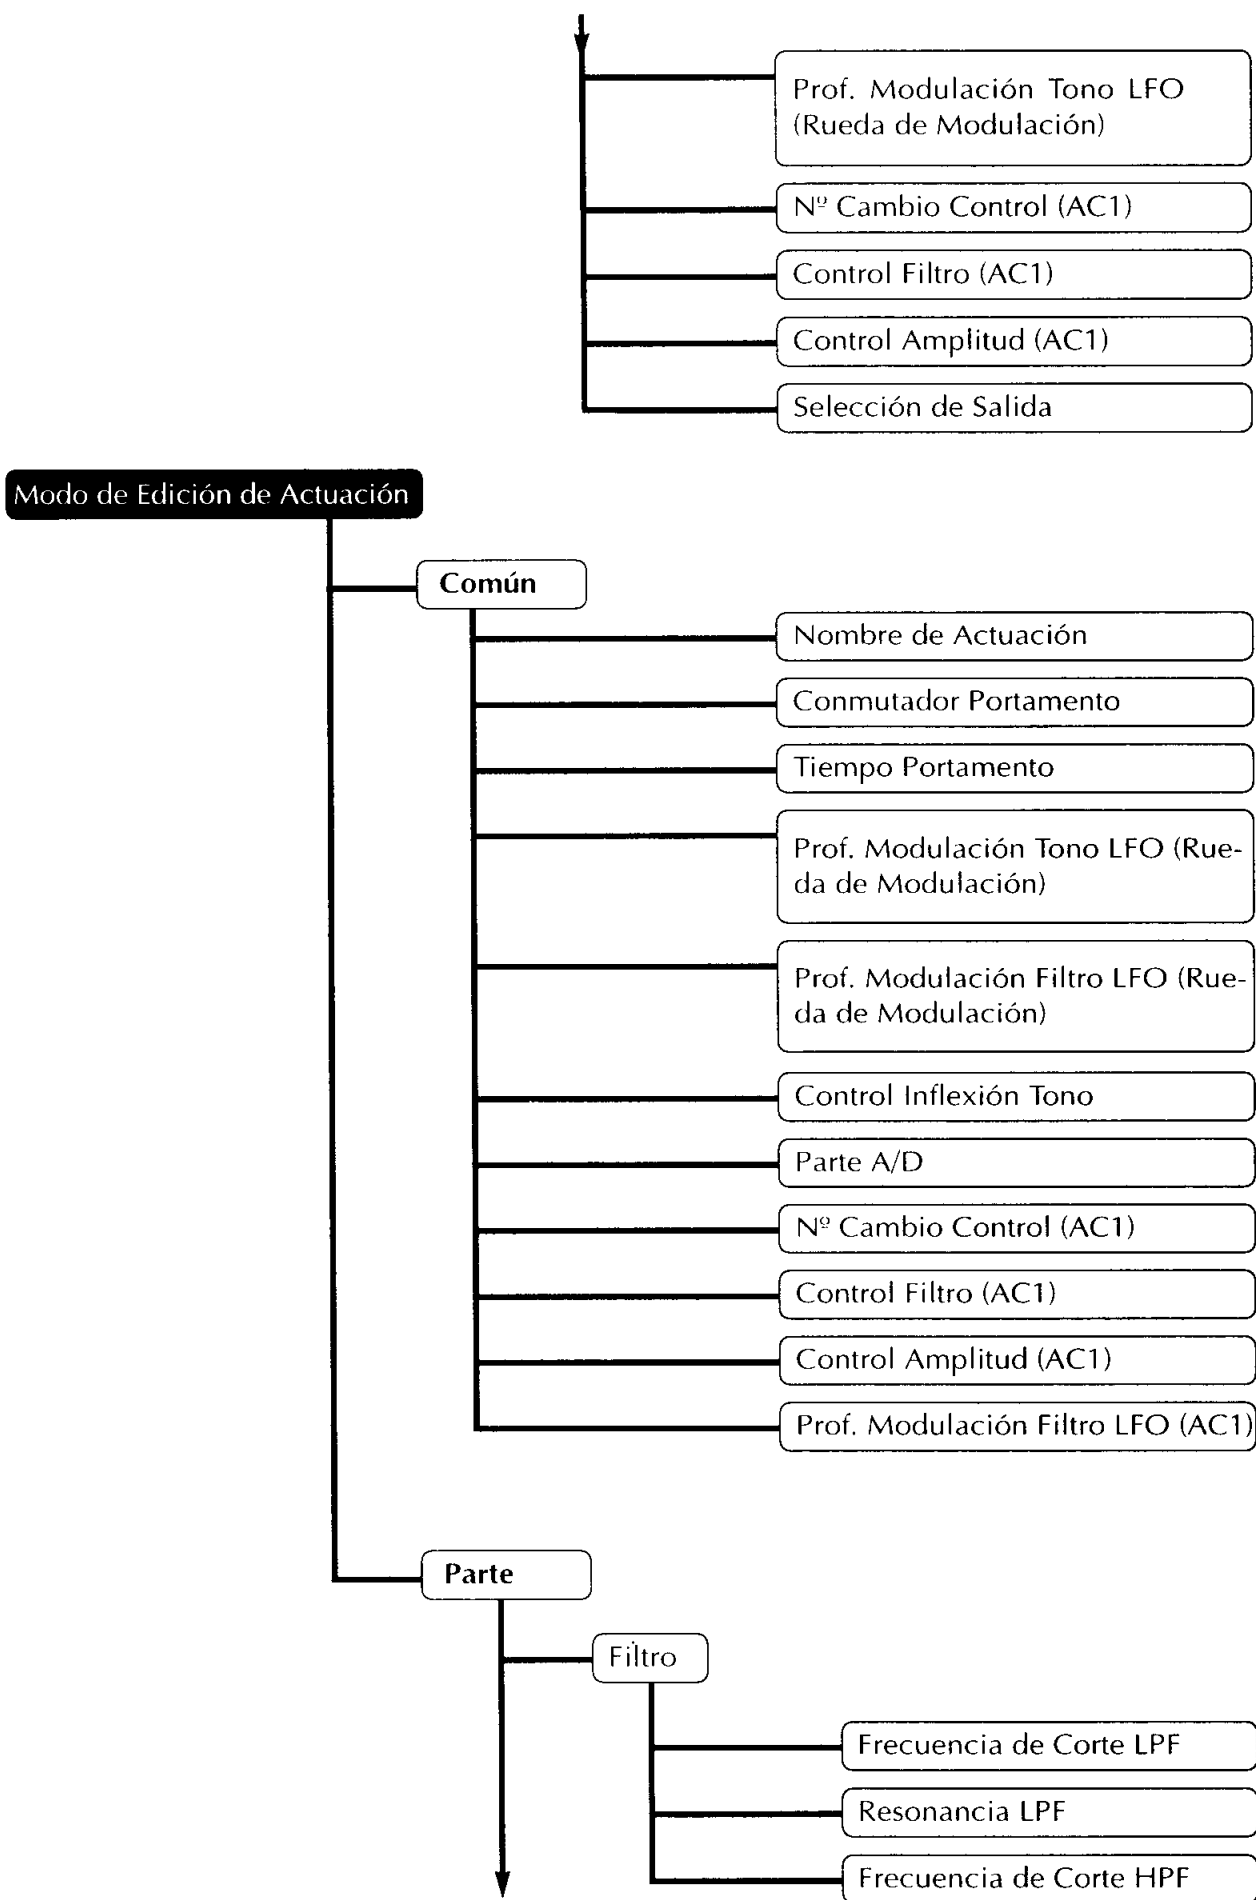 Prof. Modulación Tono LFO
(Rueda de Modulación)
Nº Cambio Control (AC1)
Control Filtro (AC1)
Control Amplitud (AC1)
Selección de Salida
Modo de Edición de Actuación
Común
Nombre de Actuación
Conmutador Portamento
Tiempo Portamento
Prof. Modulación Tono LFO (Rue-
da de Modulación)
Prof. Modulación Filtro LFO (Rue-
da de Modulación)
Control Inflexión Tono
Parte A/D
Nº Cambio Control (AC1)
Control Filtro (AC1)
Control Amplitud (AC1)
Prof. Modulación Filtro LFO (AC1)
Parte
Filtro
Frecuencia de Corte LPF
Resonancia LPF
Frecuencia de Corte HPF